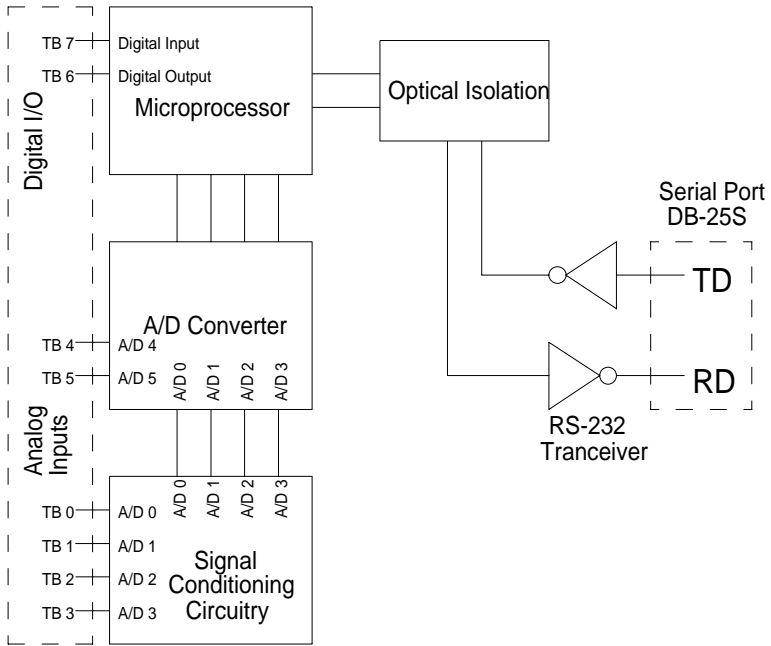 TB 7
Digital Input
TB 6
Digital Output
Microprocessor
Optical Isolation
Digital I/O
Serial Port
DB-25S
TD
RD
RS-232
Tranceiver
A/D Converter
TB 4
A/D 4
TB 5
A/D 5
A/D 0
A/D 1
A/D 2
A/D 3
Analog
Inputs
A/D 0
A/D 1
A/D 2
A/D 3
TB 0
A/D 0
TB 1
A/D 1
TB 2
A/D 2
TB 3
A/D 3
Signal
Conditioning
Circuitry